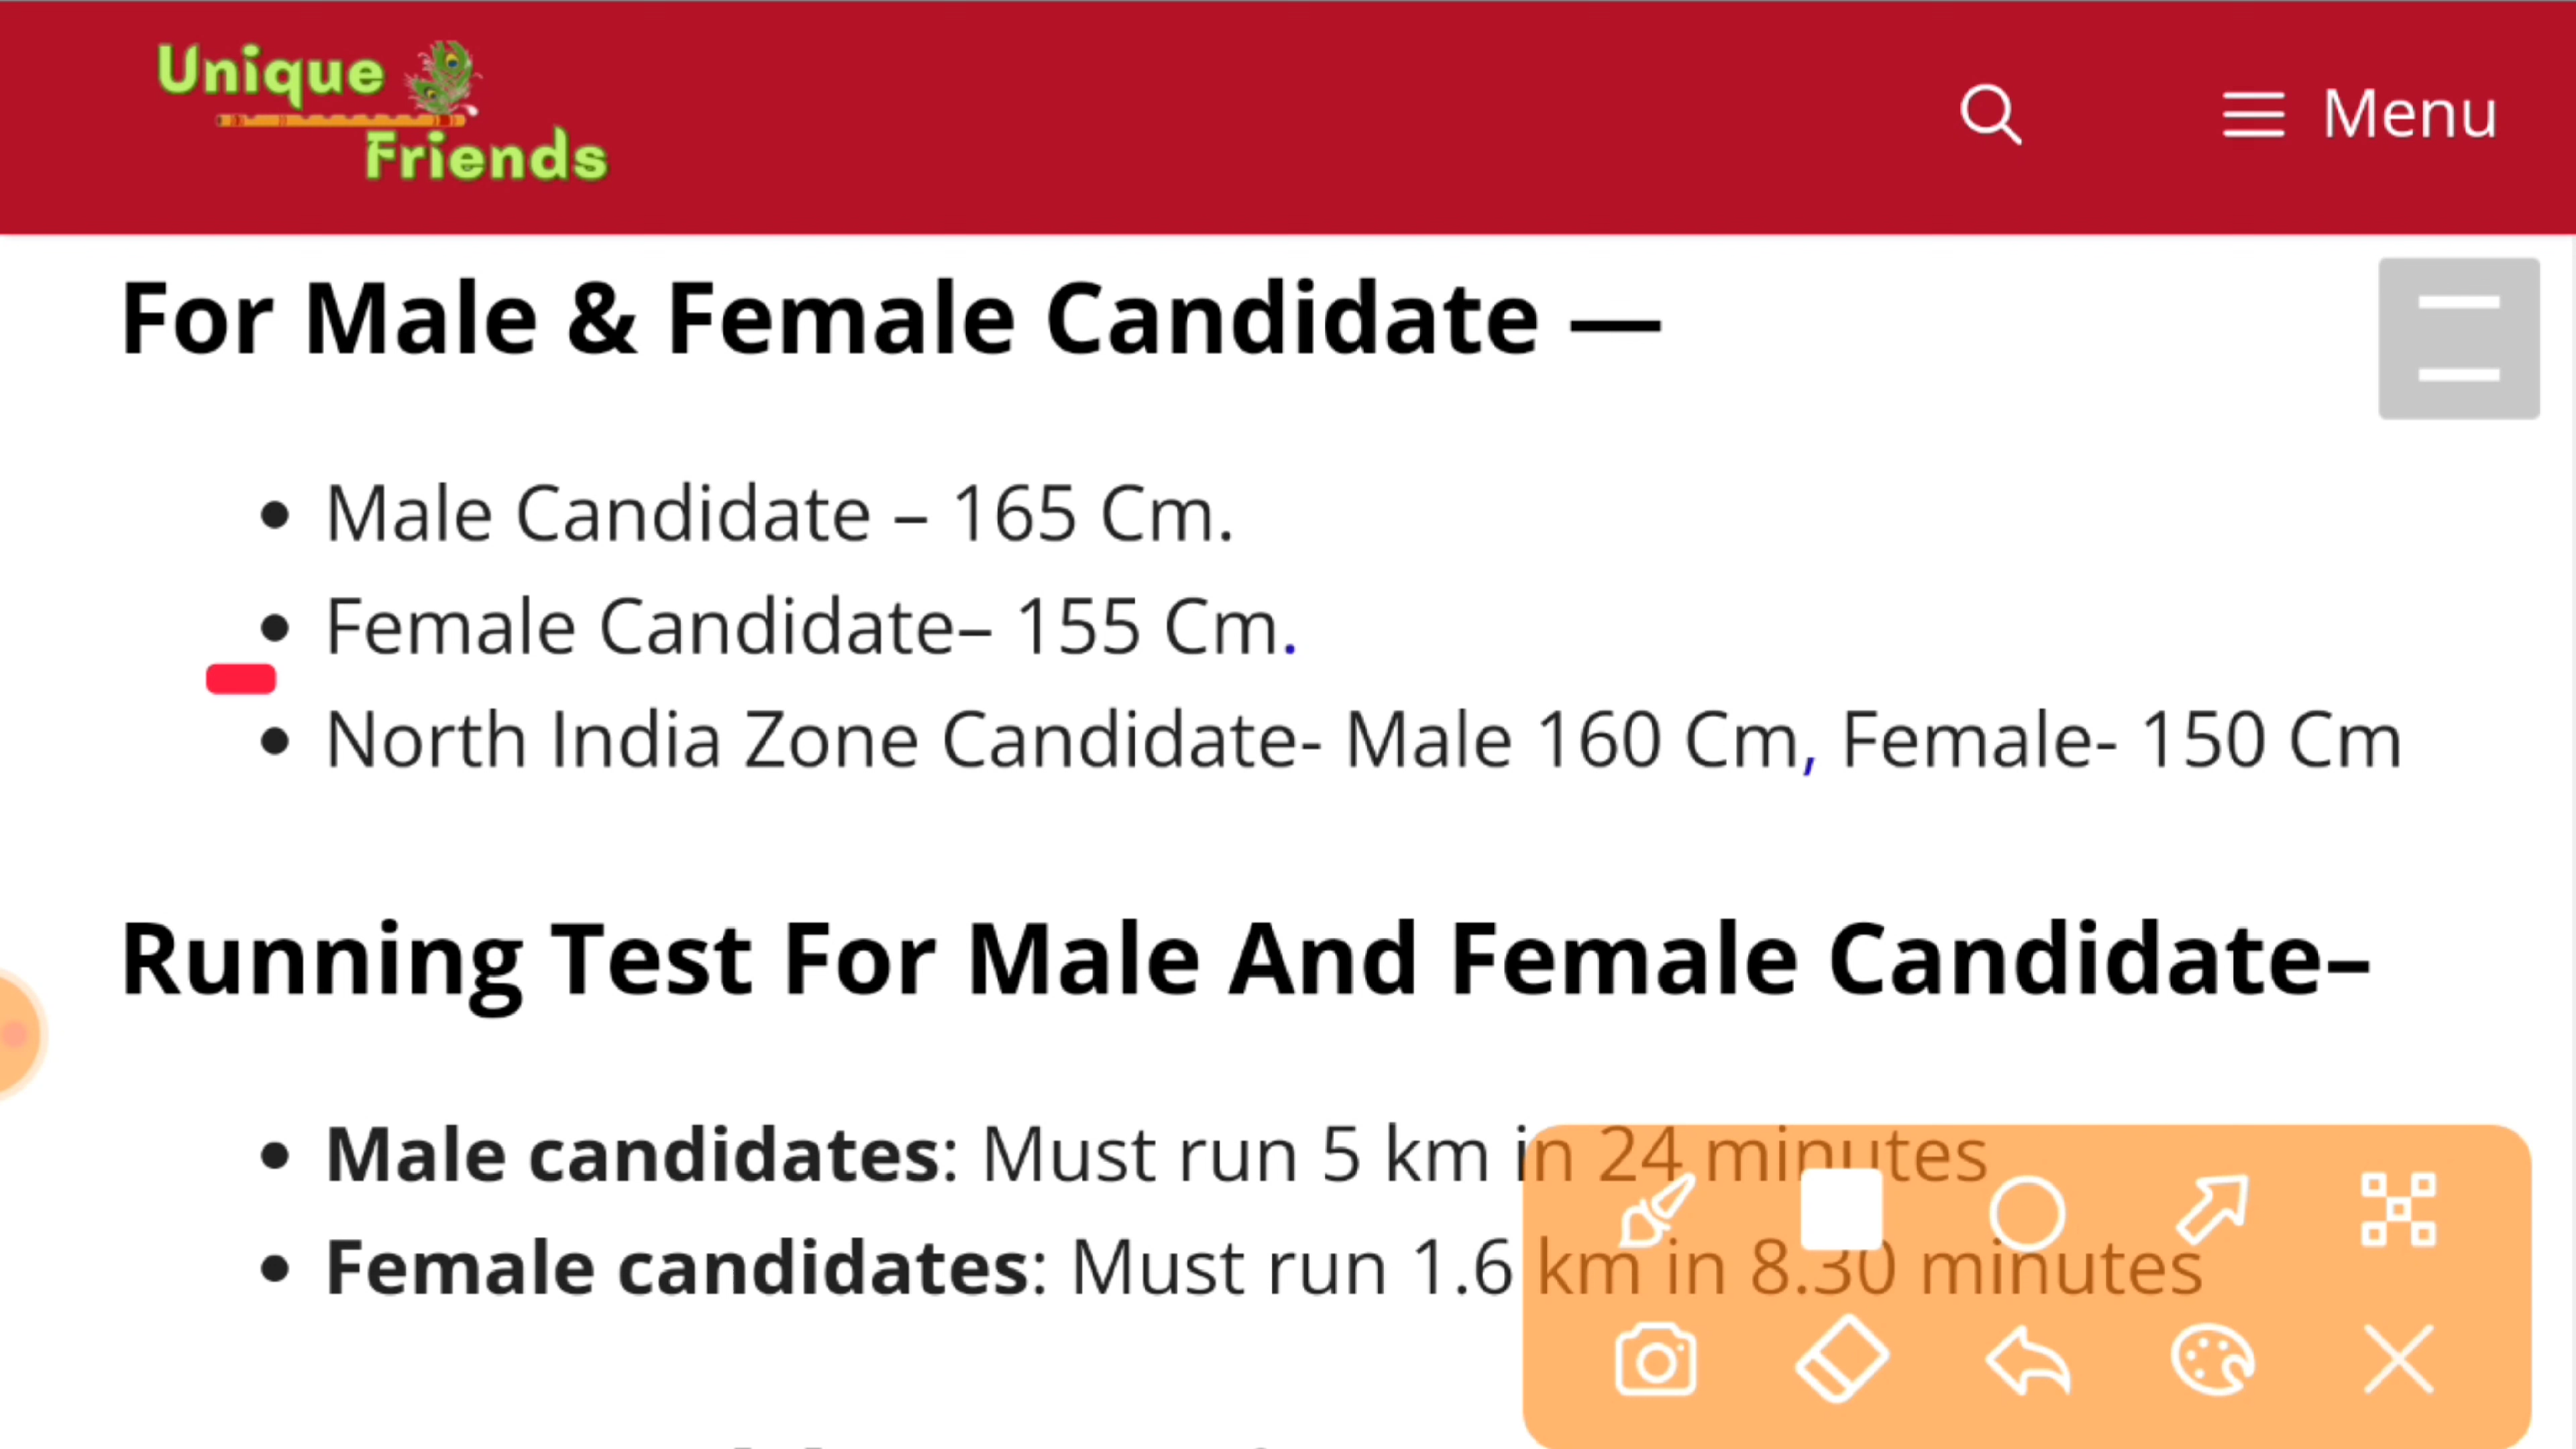 Unique
Friends
Menu
For Male & Female Candidate —
Male Candidate – 165 Cm.
Female Candidate– 155 Cm.
North India Zone Candidate- Male 160 Cm, Female- 150 Cm
Running Test For Male And Female Candidate–
Male candidates: Must run 5 km in 24 minutes
Female candidates: Must run 1.6 km in 8.30 minutes